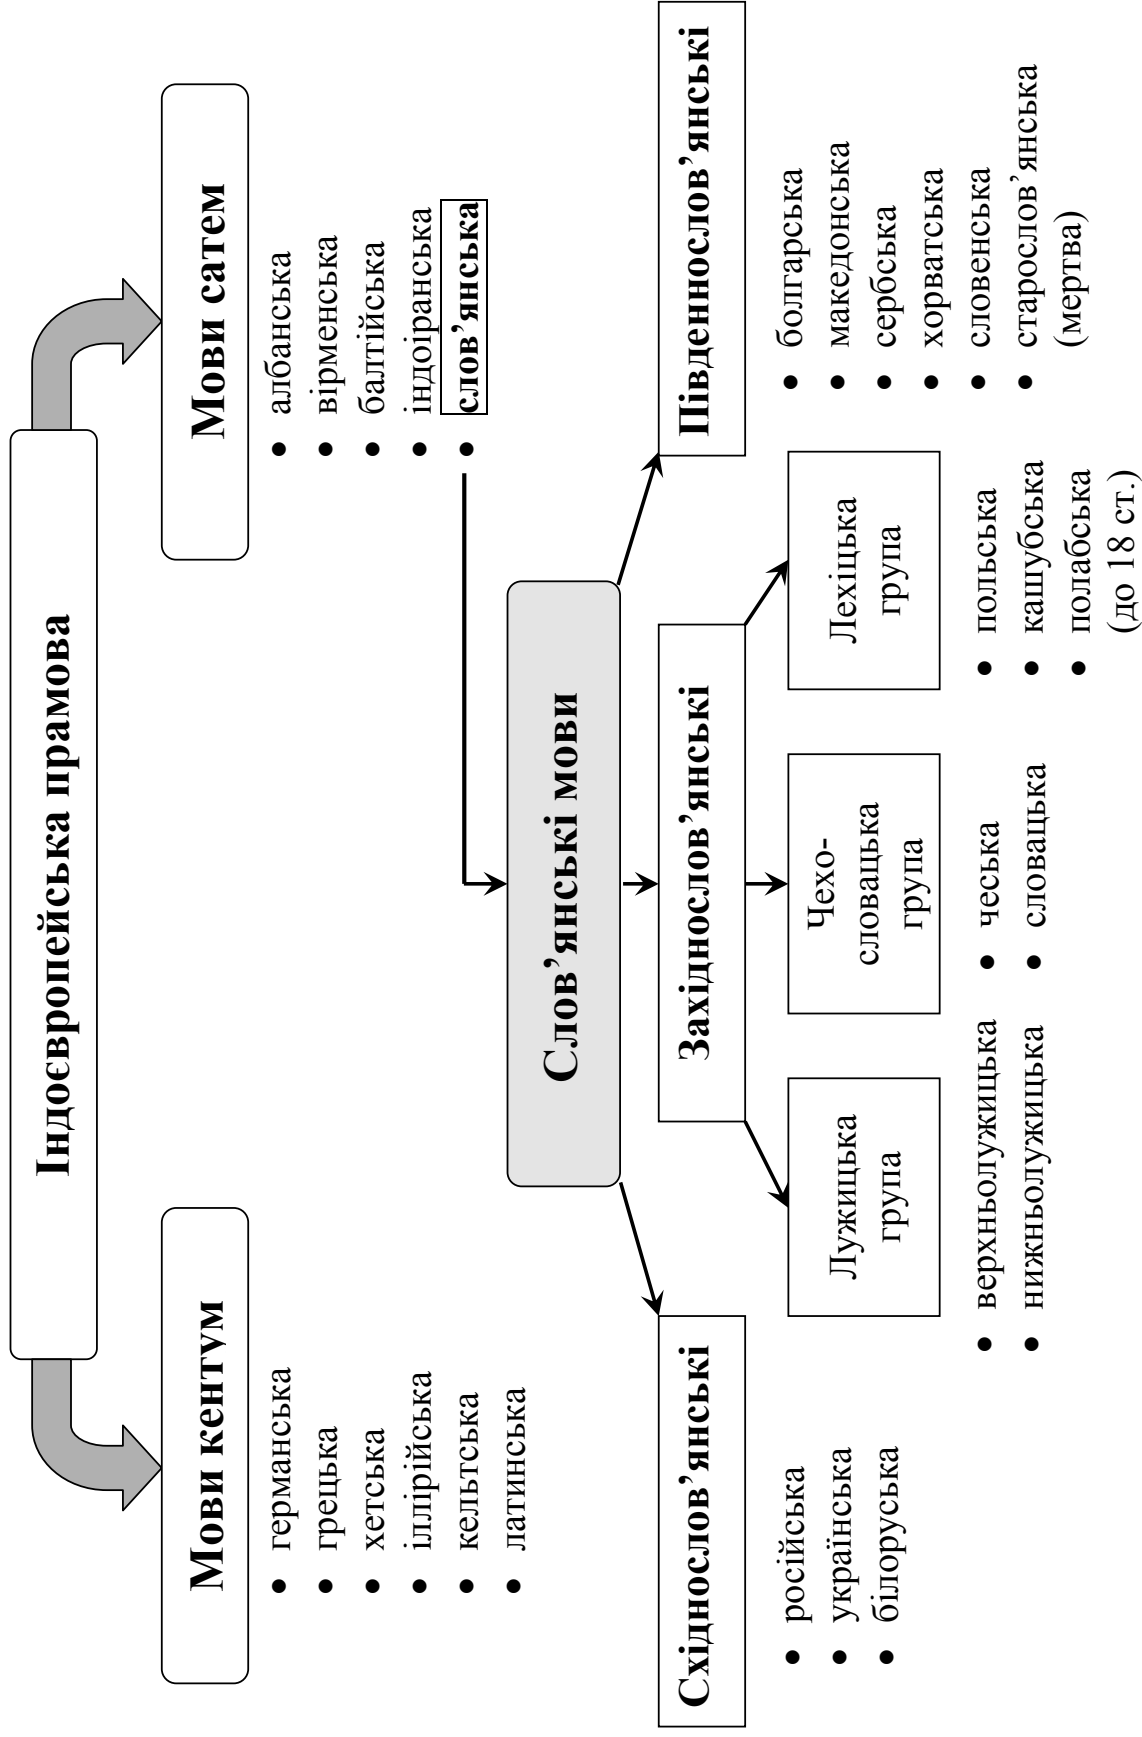 Індоєвропейська прамова
Мови кентум
• германська
• грецька
• хетська
• іллірійська
• кельтська
• латинська
Мови сатем
• албанська
• вірменська
• балтійська
• індоіранська
• слов’янська
Слов’янські мови
Східнослов’янські
• російська
• українська
• білоруська
Західнослов’янські
Лужицька
група
• верхньолужицька
• нижньолужицька
Чехо-
словацька
група
• чеська
• словацька
Лехіцька
група
• польська
• кашубська
• полабська
(до 18 ст.)
Південнослов’янські
• болгарська
• македонська
• сербська
• хорватська
• словенська
• старослов’янська
(мертва)